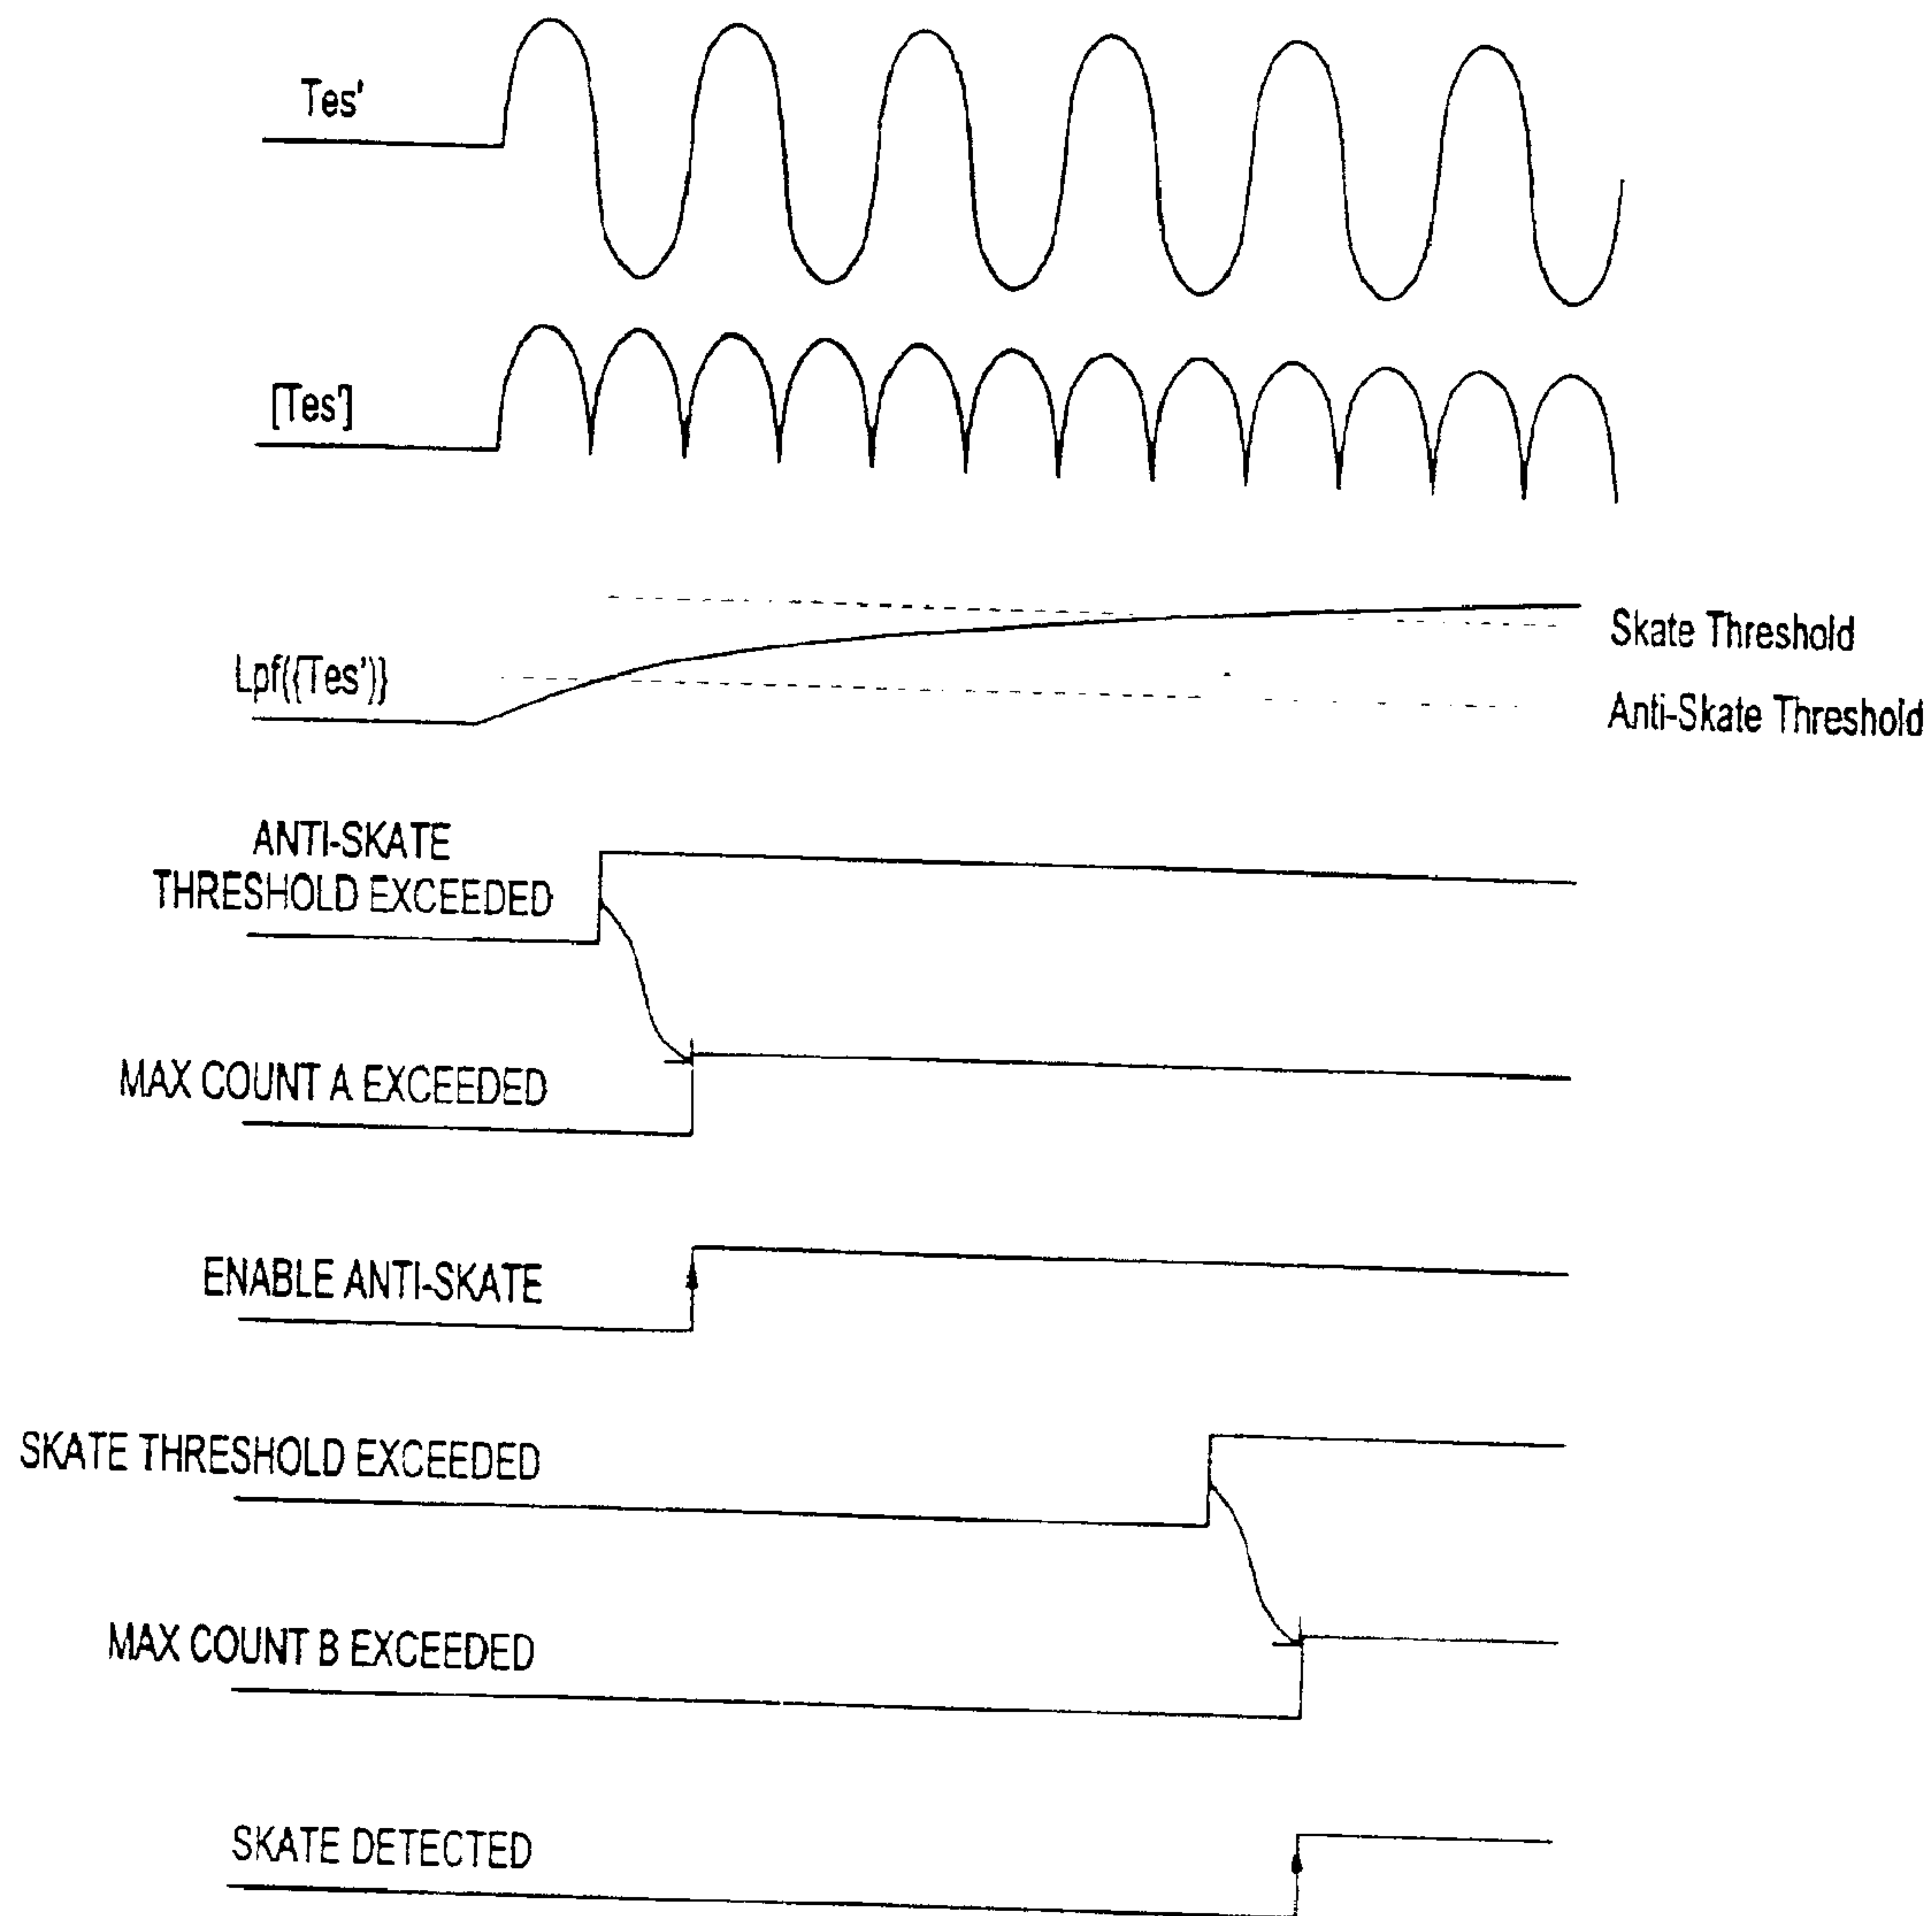 Tes'
[Tes']
Lpf({Tes')}
Skate Threshold
Anti-Skate Threshold
ANTI-SKATE
THRESHOLD EXCEEDED
MAX COUNT A EXCEEDED
ENABLE ANTI-SKATE
SKATE THRESHOLD EXCEEDED
MAX COUNT B EXCEEDED
SKATE DETECTED